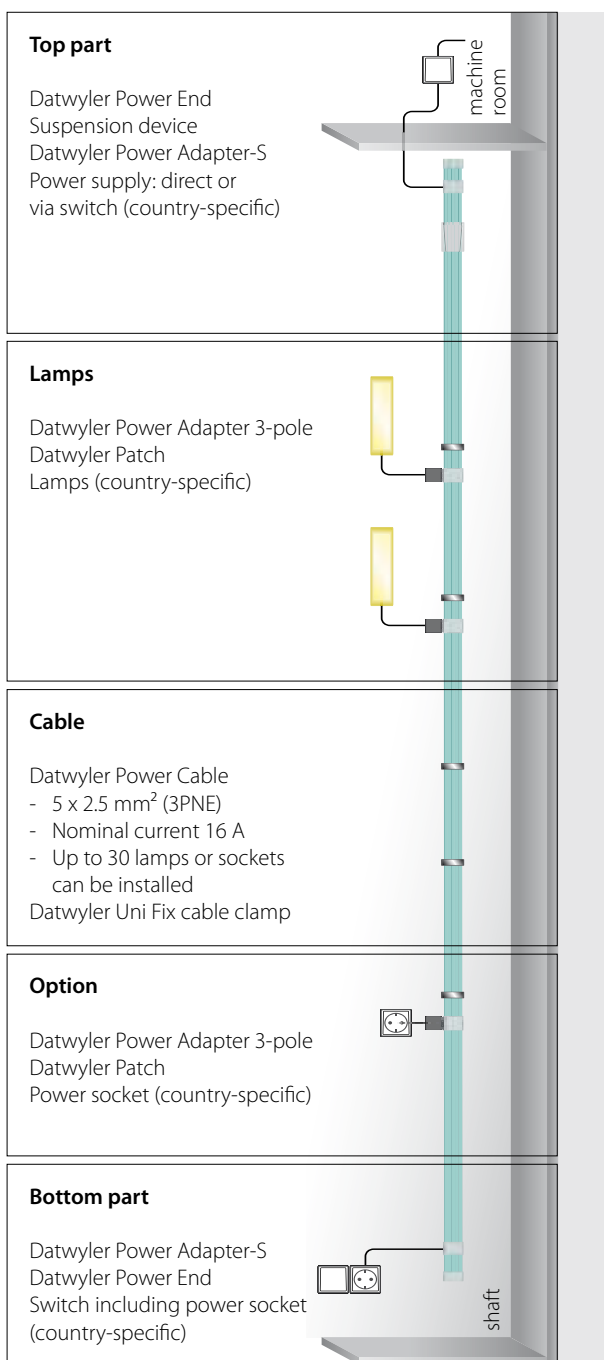 Top part
Datwyler Power End
Suspension device
Datwyler Power Adapter-S
Power supply: direct or
via switch (country-specific)
machine
room
Lamps
Datwyler Power Adapter 3-pole
Datwyler Patch
Lamps (country-specific)
Cable
Datwyler Power Cable
- 5 x 2.5 mm² (3PNE)
- Nominal current 16 A
- Up to 30 lamps or sockets
can be installed
Datwyler Uni Fix cable clamp
Option
Datwyler Power Adapter 3-pole
Datwyler Patch
Power socket (country-specific)
Bottom part
Datwyler Power Adapter-S
Datwyler Power End
Switch including power socket
(country-specific)
shaft